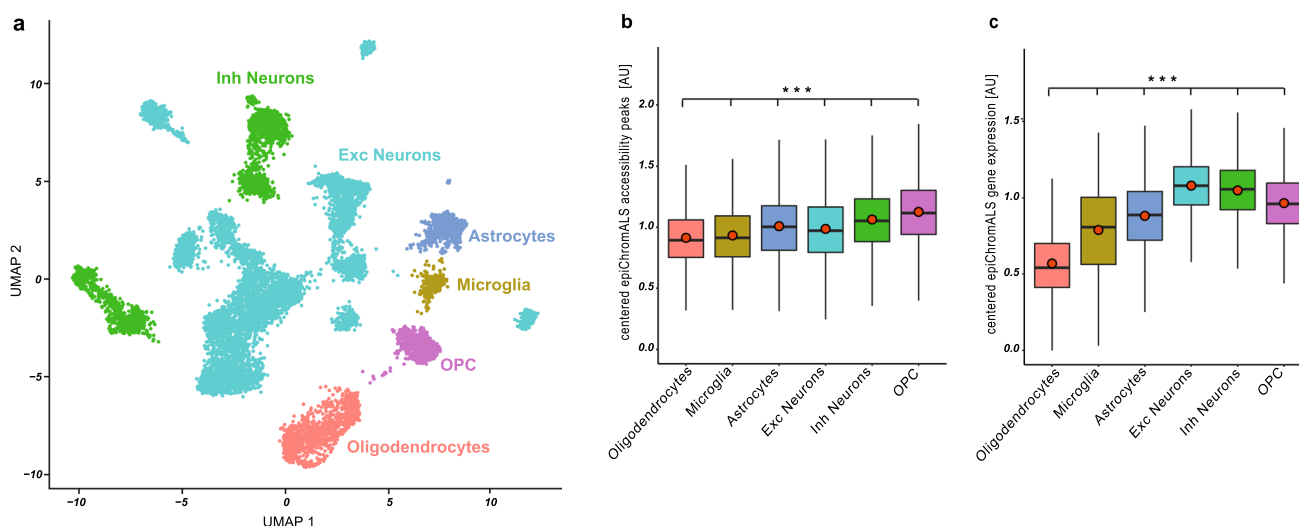 a
UMAP 2
10
5
0
−5
−10
−10
−5
0
5
10
UMAP 1
Inh Neurons
Exc Neurons
Astrocytes
Microglia
OPC
Oligodendrocytes
b
centered epiChromALS accessibility peaks [AU]
2.0
1.5
1.0
0.5
0.0
***
Oligodendrocytes
Microglia
Astrocytes
Exc Neurons
Inh Neurons
OPC
c
centered epiChromALS gene expression [AU]
1.5
1.0
0.5
0.0
***
Oligodendrocytes
Microglia
Astrocytes
Exc Neurons
Inh Neurons
OPC